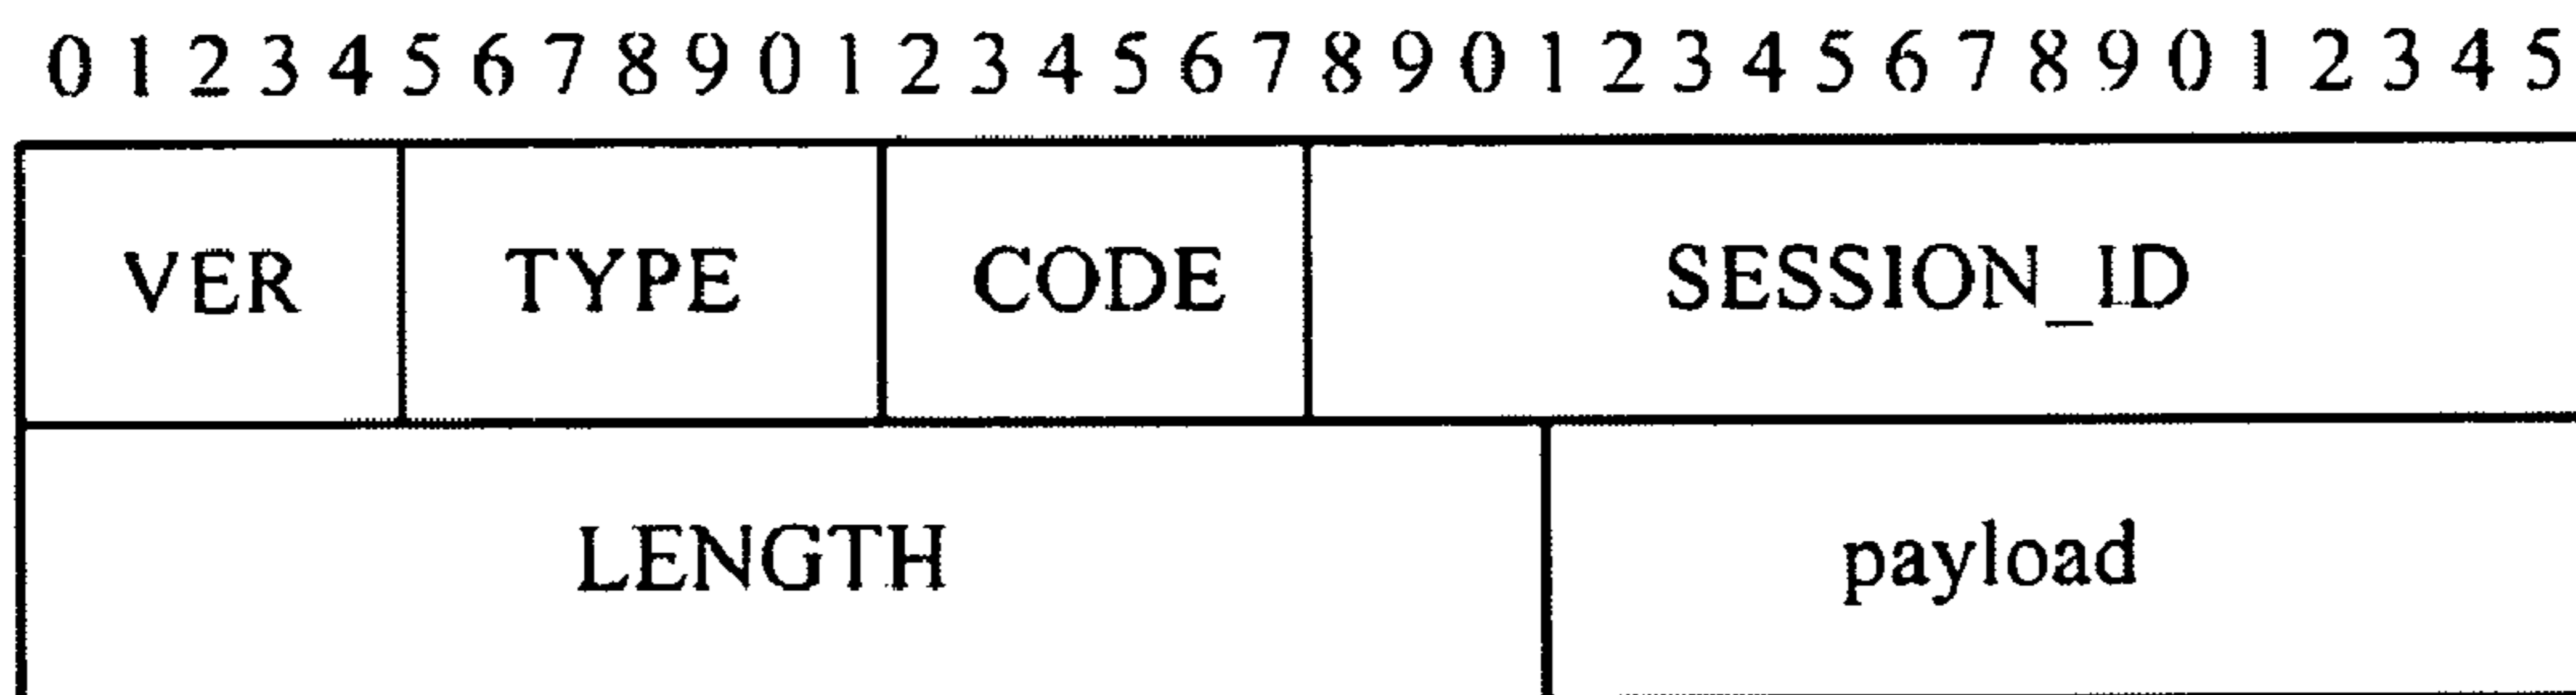 0 1 2 3 4 5 6 7 8 9 0 1 2 3 4 5 6 7 8 9 0 1 2 3 4 5 6 7 8 9 0 1 2 3 4 5
VER TYPE CODE SESSION_ID
LENGTH payload